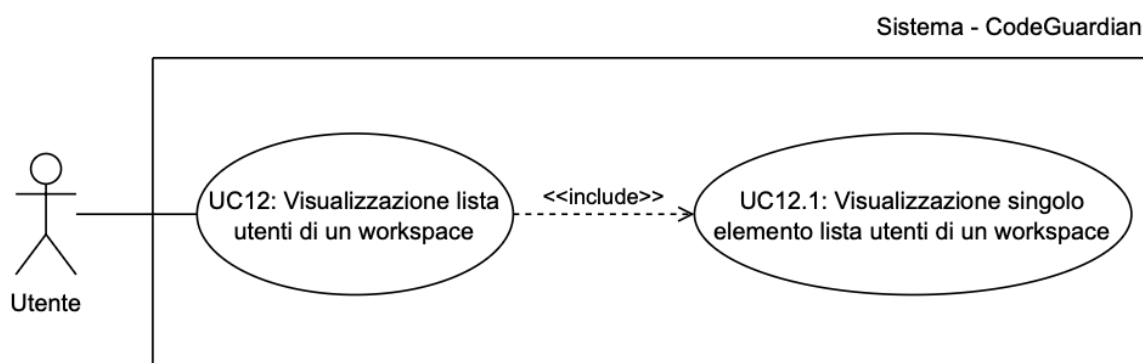 Sistema - CodeGuardian
UC12: Visualizzazione lista
utenti di un workspace
<<include>>
UC12.1: Visualizzazione singolo
elemento lista utenti di un workspace
Utente